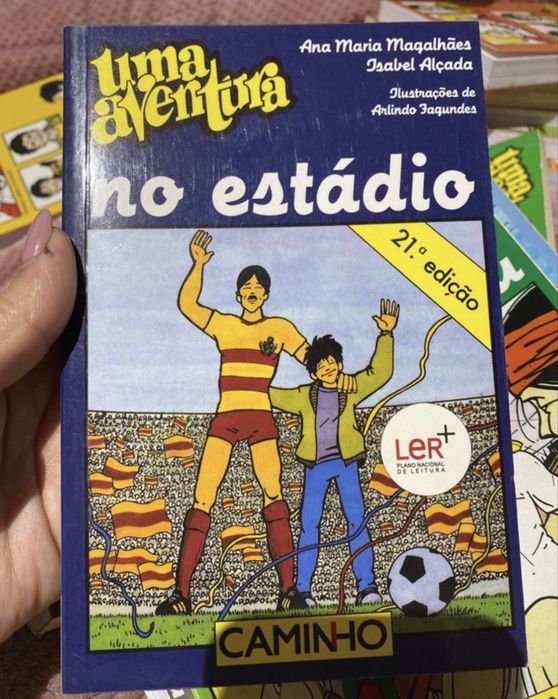 uma
aventura
Ana Maria Magalhães
Isabel Alçada
Ilustrações de
Arlindo Fagundes
no estádio
21.ª edição
LER+
PLANO NACIONAL
DE LEITURA
CAMINHO
uma